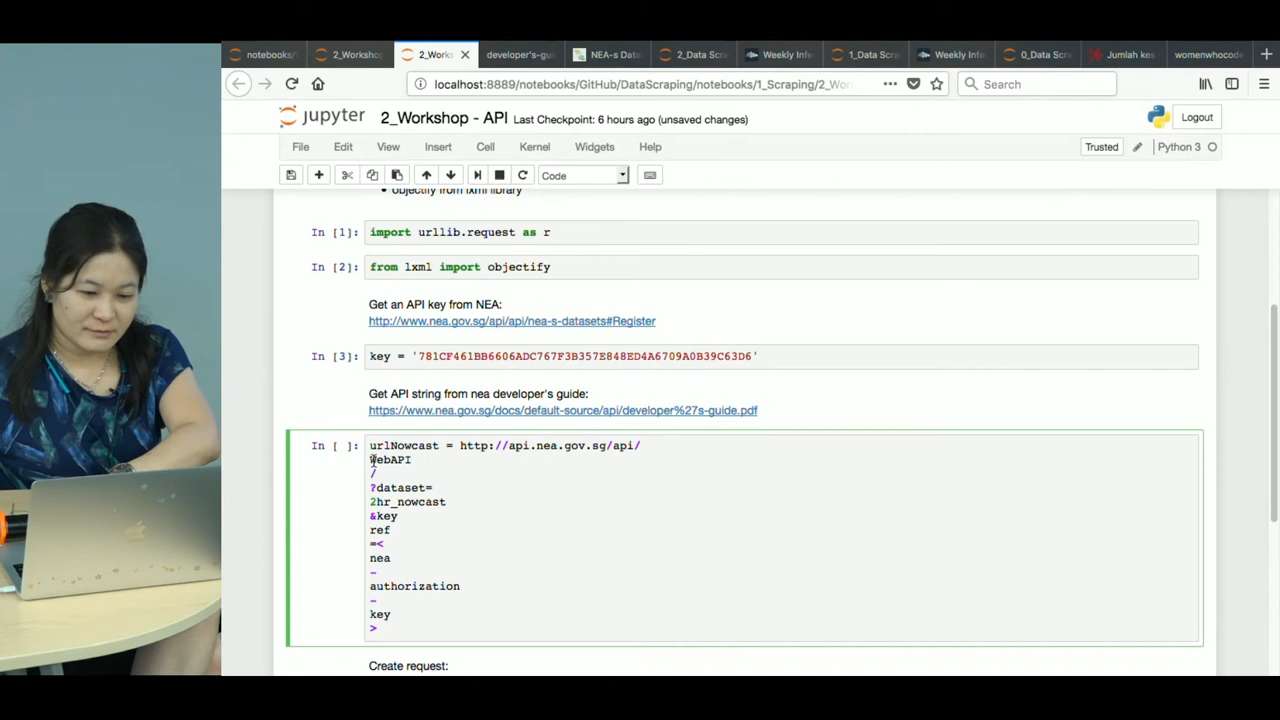 notebooks/
2_Workshop
2_Works
developer's-gu
NEA-s Data
2_Data Scra
Weekly Infe
1_Data Scra
Weekly Infe
0_Data Scra
Jumlah kes
womenwhocode
localhost:8889/notebooks/GitHub/DataScraping/notebooks/1_Scraping/2_Wor
Search
jupyter 2_Workshop - API Last Checkpoint: 6 hours ago (unsaved changes)
Logout
File Edit View Insert Cell Kernel Widgets Help
Trusted
Python 3
Code
objectify from lxml library
In [1]: import urllib.request as r
In [2]: from lxml import objectify
Get an API key from NEA:
http://www.nea.gov.sg/api/api/nea-s-datasets#Register
In [3]: key = '781CF461BB6606ADC767F3B357E848ED4A6709A0B39C63D6'
Get API string from nea developer's guide:
https://www.nea.gov.sg/docs/default-source/api/developer%27s-guide.pdf
In [ ]: urlNowcast = http://api.nea.gov.sg/api/
WebAPI
/
?dataset=
2hr_nowcast
&key
ref
=<
nea
-
authorization
-
key
>
Create request: